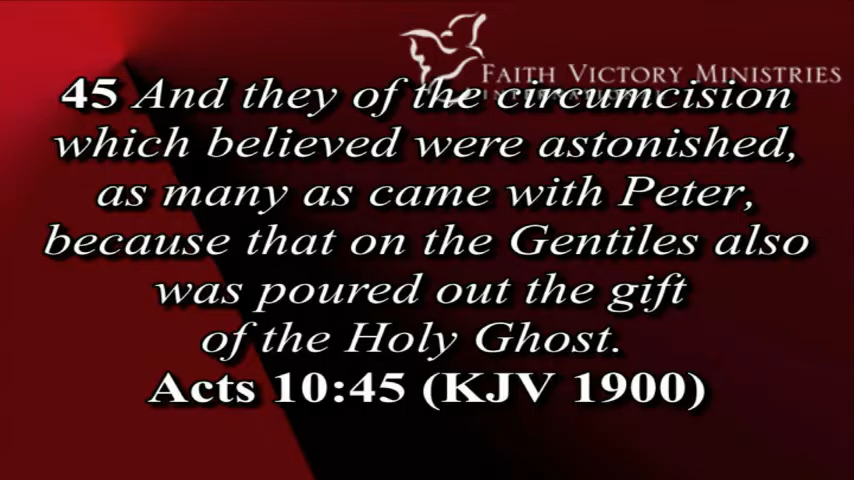 FAITH VICTORY MINISTRIES
INTERNATIONAL
45 And they of the circumcision
which believed were astonished,
as many as came with Peter,
because that on the Gentiles also
was poured out the gift
of the Holy Ghost.
Acts 10:45 (KJV 1900)